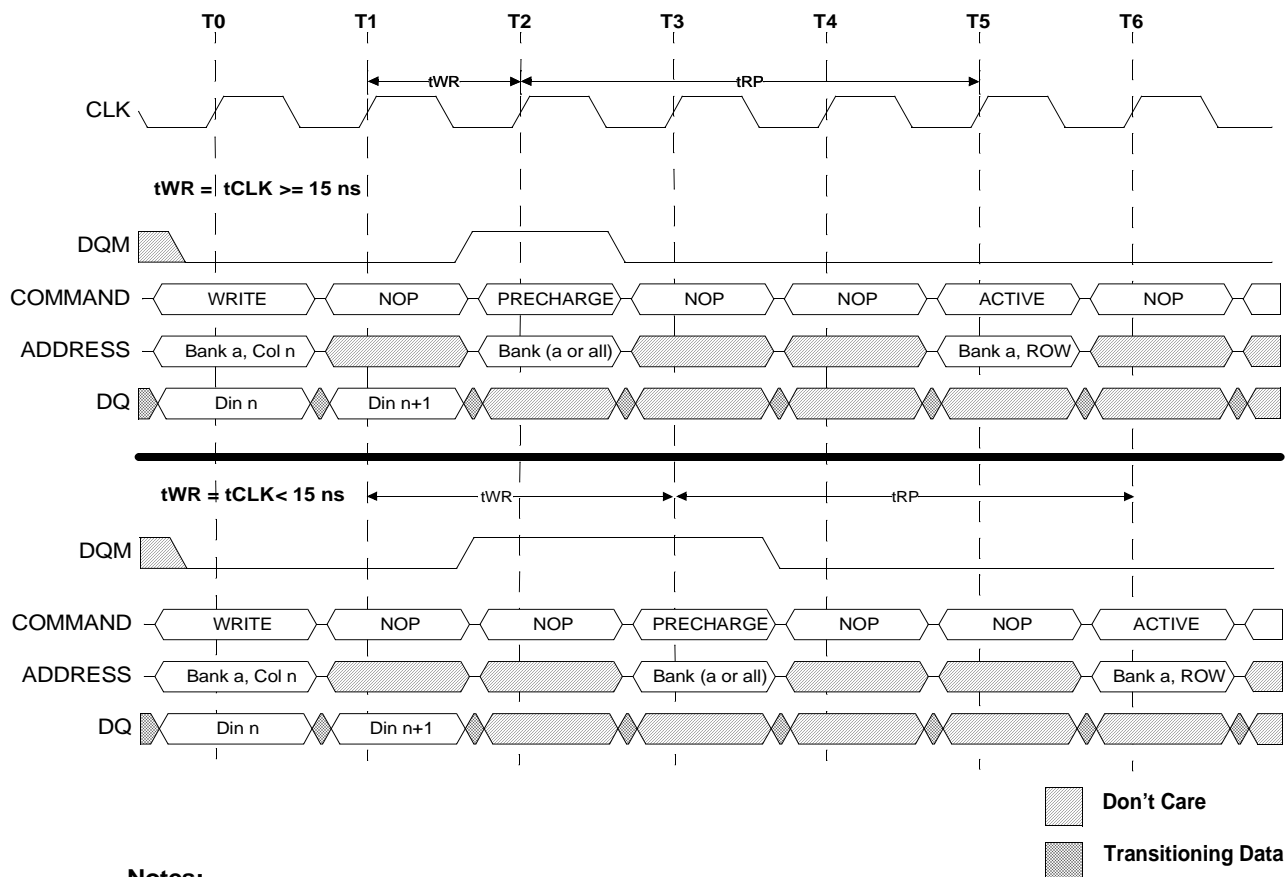 T0 T1 T2 T3 T4 T5 T6
tWR tRP
CLK
tWR = tCLK >= 15 ns
DQM
COMMAND WRITE NOP PRECHARGE NOP NOP ACTIVE NOP
ADDRESS Bank a, Col n Bank (a or all) Bank a, ROW
DQ Din n Din n+1
tWR = tCLK< 15 ns tWR tRP
DQM
COMMAND WRITE NOP NOP PRECHARGE NOP NOP ACTIVE
ADDRESS Bank a, Col n Bank (a or all) Bank a, ROW
DQ Din n Din n+1
Don't Care
Transitioning Data
Notes: